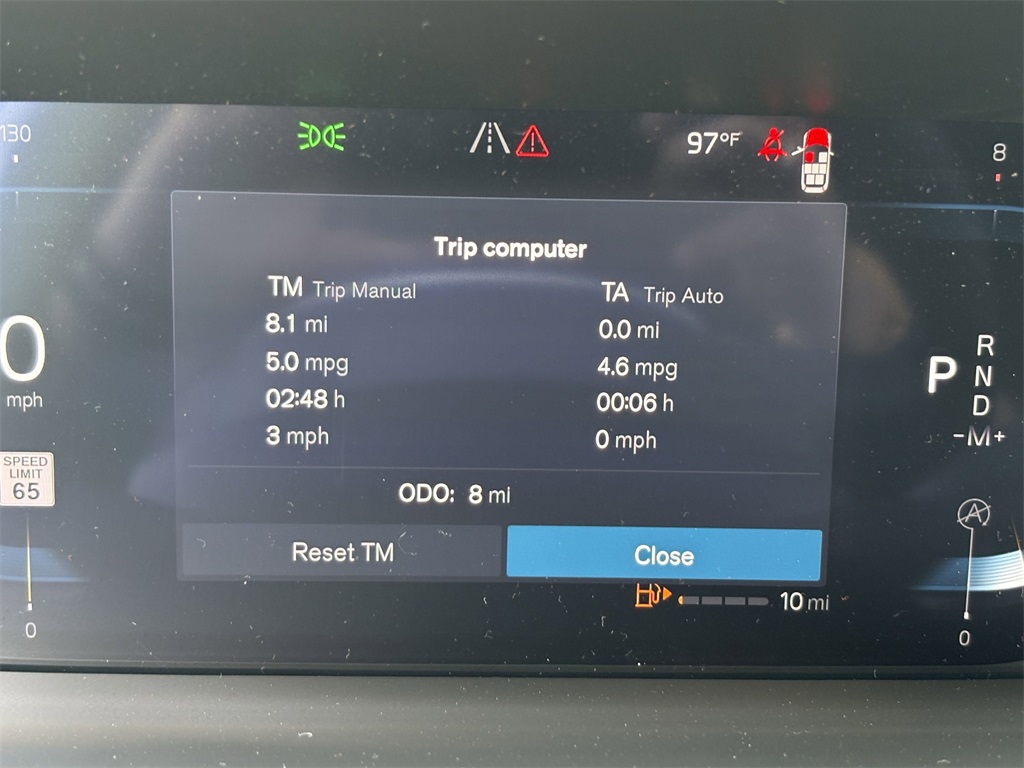 130
97°F
8
Trip computer
TM Trip Manual
TA Trip Auto
8.1 mi
0.0 mi
5.0 mpg
4.6 mpg
02:48 h
00:06 h
3 mph
0 mph
ODO: 8 mi
Reset TM
Close
0
mph
SPEED
LIMIT
65
0
P
R
N
D
-M+
A
10 mi
0